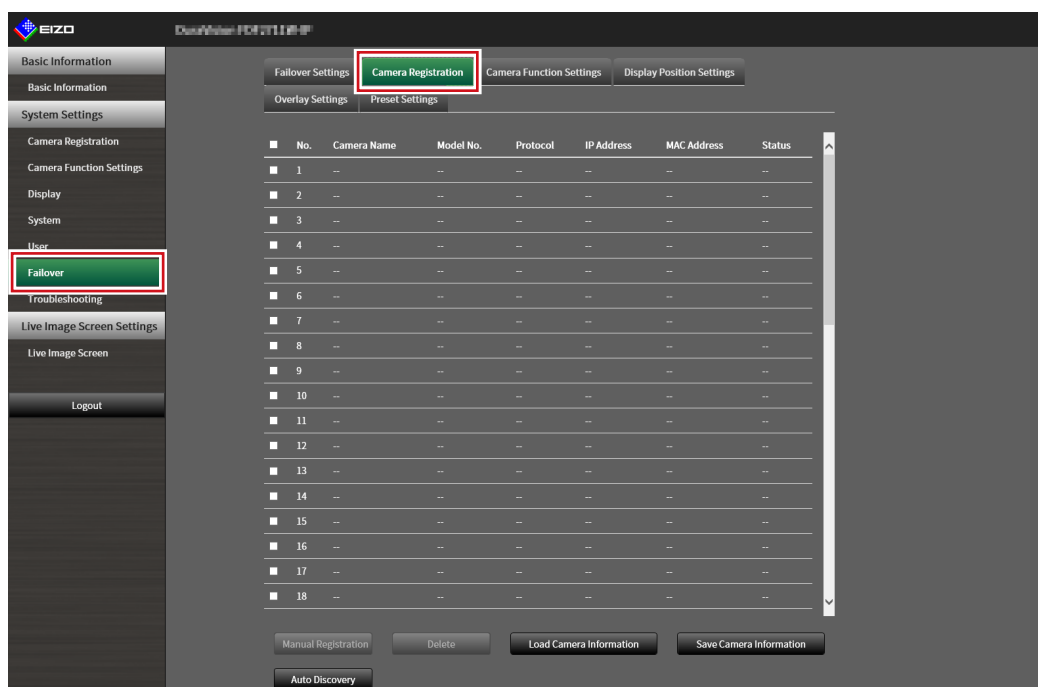 EIZO
Basic Information
Basic Information
System Settings
Camera Registration
Camera Function Settings
Display
System
User
Failover
Troubleshooting
Live Image Screen Settings
Live Image Screen
Logout
Failover Settings Camera Registration Camera Function Settings Display Position Settings
Overlay Settings Preset Settings
No. Camera Name Model No. Protocol IP Address MAC Address Status
1 -- -- -- -- -- --
2 -- -- -- -- -- --
3 -- -- -- -- -- --
4 -- -- -- -- -- --
5 -- -- -- -- -- --
6 -- -- -- -- -- --
7 -- -- -- -- -- --
8 -- -- -- -- -- --
9 -- -- -- -- -- --
10 -- -- -- -- -- --
11 -- -- -- -- -- --
12 -- -- -- -- -- --
13 -- -- -- -- -- --
14 -- -- -- -- -- --
15 -- -- -- -- -- --
16 -- -- -- -- -- --
17 -- -- -- -- -- --
18 -- -- -- -- -- --
Manual Registration Delete Load Camera Information Save Camera Information
Auto Discovery